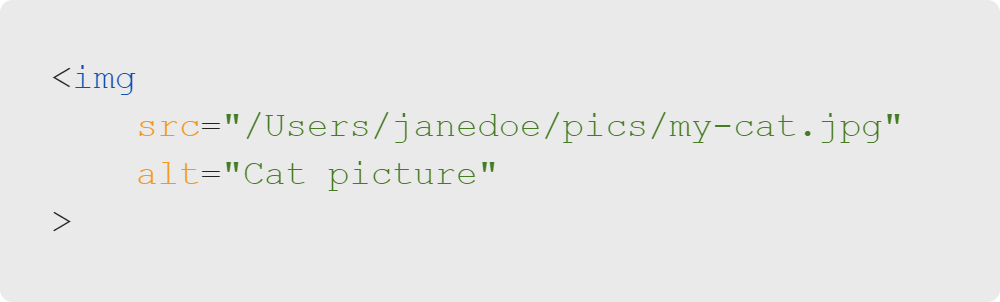 <img
src="/Users/janedoe/pics/my-cat.jpg"
alt="Cat picture"
>